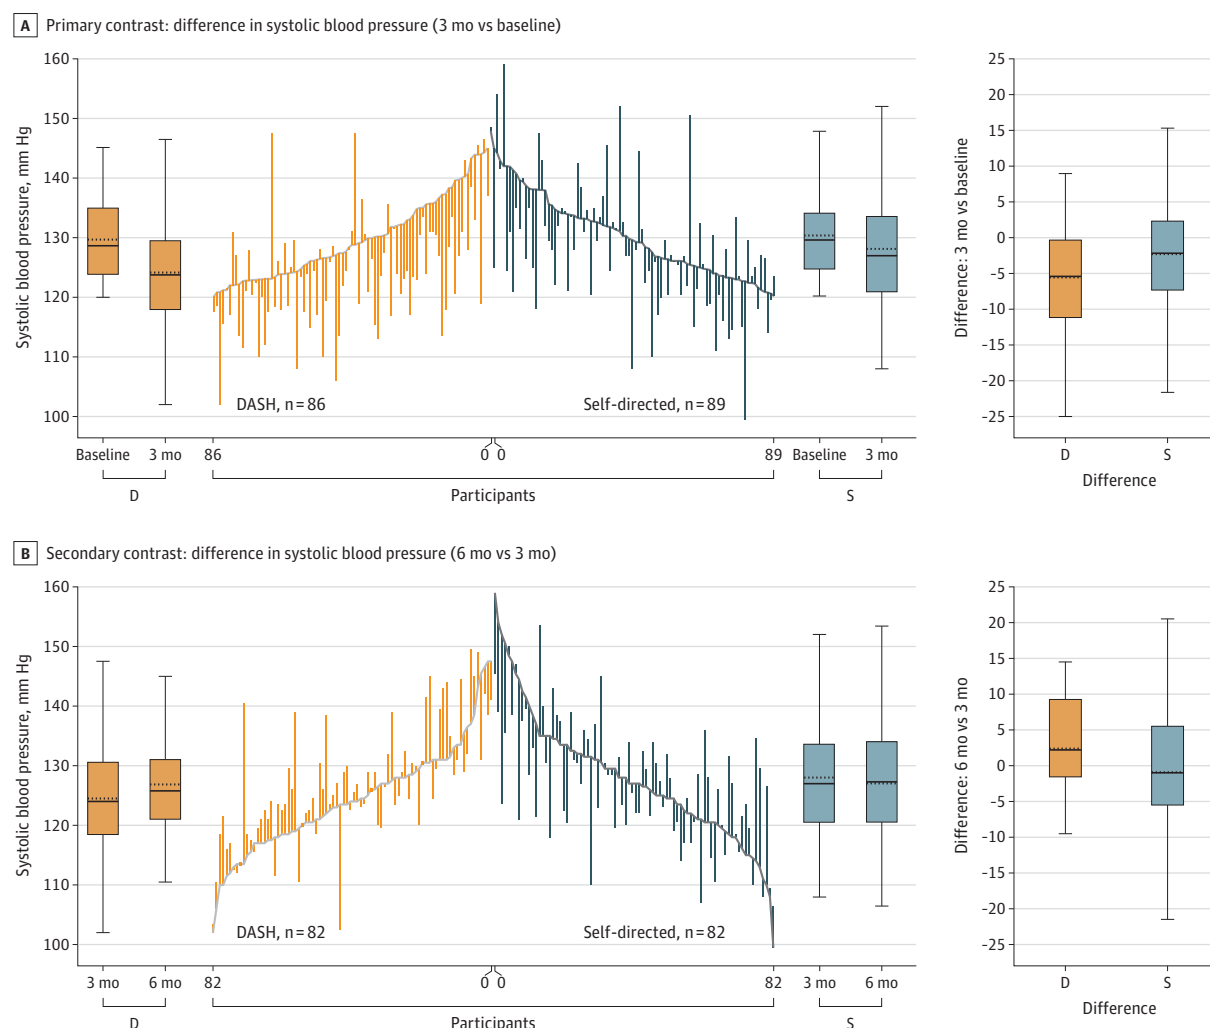 A Primary contrast: difference in systolic blood pressure (3 mo vs baseline)
Systolic blood pressure, mm Hg
160
150
140
130
120
110
100
DASH, n = 86
Self-directed, n = 89
Baseline 3 mo 86 0 0 89 Baseline 3 mo
D Participants S
Difference: 3 mo vs baseline
25
20
15
10
5
0
-5
-10
-15
-20
-25
D S
Difference
B Secondary contrast: difference in systolic blood pressure (6 mo vs 3 mo)
Systolic blood pressure, mm Hg
160
150
140
130
120
110
100
DASH, n = 82
Self-directed, n = 82
3 mo 6 mo 82 0 0 82 3 mo 6 mo
D Participants S
Difference: 6 mo vs 3 mo
25
20
15
10
5
0
-5
-10
-15
-20
-25
D S
Difference